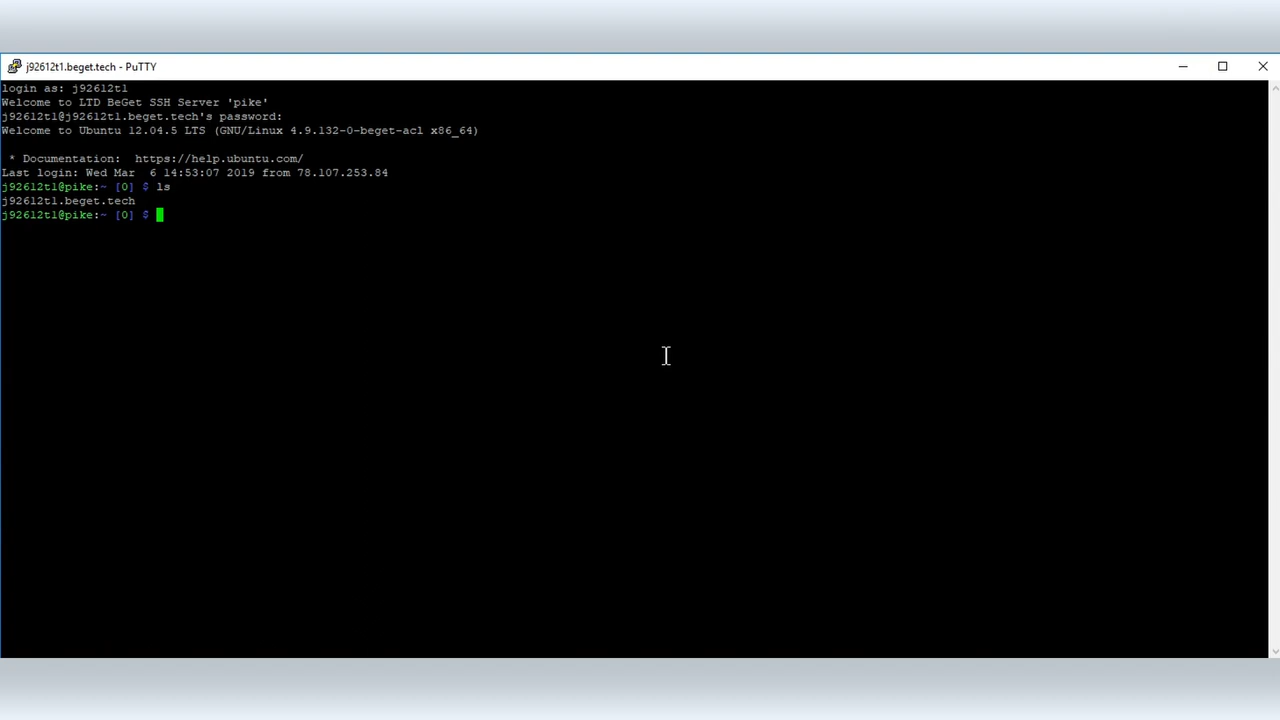 j92612t1.beget.tech - PuTTY
login as: j92612t1
Welcome to LTD BeGet SSH Server 'pike'
j92612t1@j92612t1.beget.tech's password:
Welcome to Ubuntu 12.04.5 LTS (GNU/Linux 4.9.132-0-beget-acl x86_64)
* Documentation:  https://help.ubuntu.com/
Last login: Wed Mar  6 14:53:07 2019 from 78.107.253.84
j92612t1@pike:~ [0] $ ls
j92612t1.beget.tech
j92612t1@pike:~ [0] $